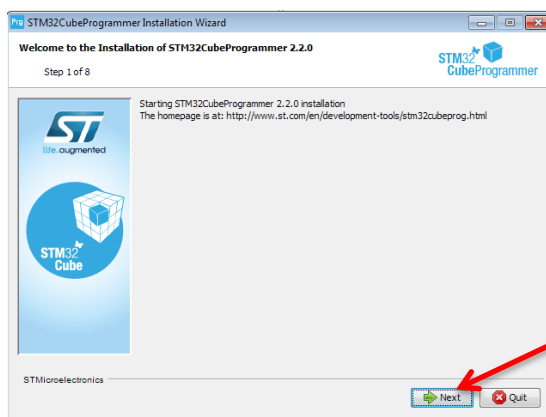 Prg STM32CubeProgrammer Installation Wizard
Welcome to the Installation of STM32CubeProgrammer 2.2.0
Step 1 of 8
STM32
CubeProgrammer
Starting STM32CubeProgrammer 2.2.0 installation
The homepage is at: http://www.st.com/en/development-tools/stm32cubeprog.html
ST
life.augmented
STM32
Cube
STMicroelectronics
Next
Quit